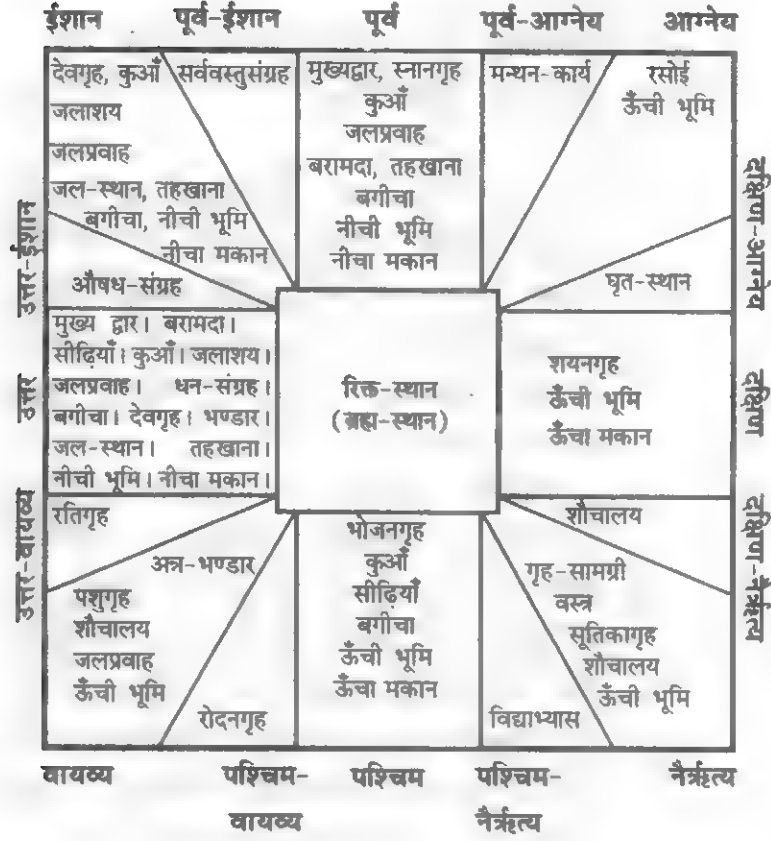 ईशान
पूर्व-ईशान
पूर्व
पूर्व-आग्नेय
आग्नेय
देवगृह, कुआँ
जलाशय
जलप्रवाह
जल-स्थान, तहखाना
बगीचा, नीची भूमि
नीचा मकान
सर्ववस्तुसंग्रह
मुख्यद्वार, स्नानगृह
कुआँ
जलप्रवाह
बरामदा, तहखाना
बगीचा
नीची भूमि
नीचा मकान
मन्थन-कार्य
रसोई
ऊँची भूमि
उत्तर-ईशान
औषध-संग्रह
घृत-स्थान
दक्षिण-आग्नेय
उत्तर
मुख्य द्वार। बरामदा।
सीढ़ियाँ। कुआँ। जलाशय।
जलप्रवाह। धन-संग्रह।
बगीचा। देवगृह। भण्डार।
जल-स्थान। तहखाना।
नीची भूमि। नीचा मकान।
रिक्त-स्थान
(ब्रह्म-स्थान)
शयनगृह
ऊँची भूमि
ऊँचा मकान
दक्षिण
उत्तर-वायव्य
रतिगृह
अन्न-भण्डार
पशुगृह
शौचालय
जलप्रवाह
ऊँची भूमि
रोदनगृह
भोजनगृह
कुआँ
सीढ़ियाँ
बगीचा
ऊँची भूमि
ऊँचा मकान
शौचालय
गृह-सामग्री
वस्त्र
सूतिकागृह
शौचालय
ऊँची भूमि
विद्याभ्यास
दक्षिण-नैर्ऋत्य
वायव्य
पश्चिम-
वायव्य
पश्चिम
पश्चिम-
नैर्ऋत्य
नैर्ऋत्य